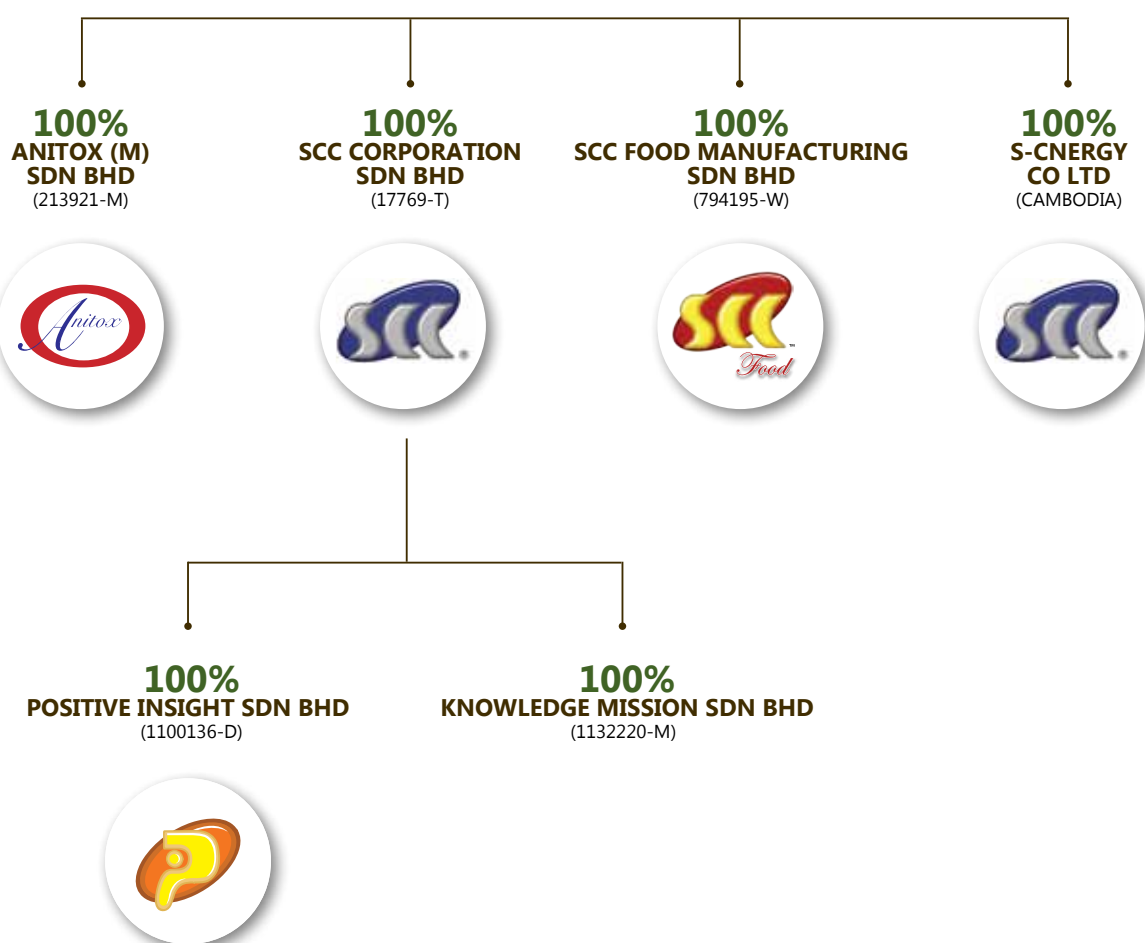 100%
ANITOX (M)
SDN BHD
(213921-M)
100%
SCC CORPORATION
SDN BHD
(17769-T)
100%
SCC FOOD MANUFACTURING
SDN BHD
(794195-W)
100%
S-CNERGY
CO LTD
(CAMBODIA)
Anitox
SCC®
SCC™
Food
SCC®
100%
POSITIVE INSIGHT SDN BHD
(1100136-D)
100%
KNOWLEDGE MISSION SDN BHD
(1132220-M)